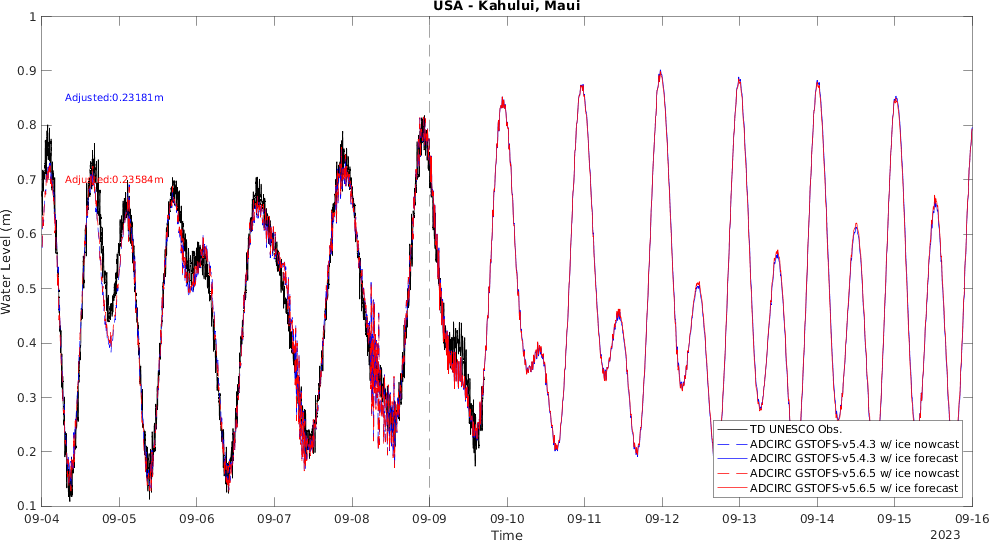 USA - Kahului, Maui
1
0.9
0.8
0.7
0.6
0.5
0.4
0.3
0.2
0.1
Water Level (m)
Adjusted:0.23181m
Adjusted:0.23584m
TD UNESCO Obs.
ADCIRC GSTOFS-v5.4.3 w/ ice nowcast
ADCIRC GSTOFS-v5.4.3 w/ ice forecast
ADCIRC GSTOFS-v5.6.5 w/ ice nowcast
ADCIRC GSTOFS-v5.6.5 w/ ice forecast
09-04 09-05 09-06 09-07 09-08 09-09 09-10 09-11 09-12 09-13 09-14 09-15 09-16
Time
2023